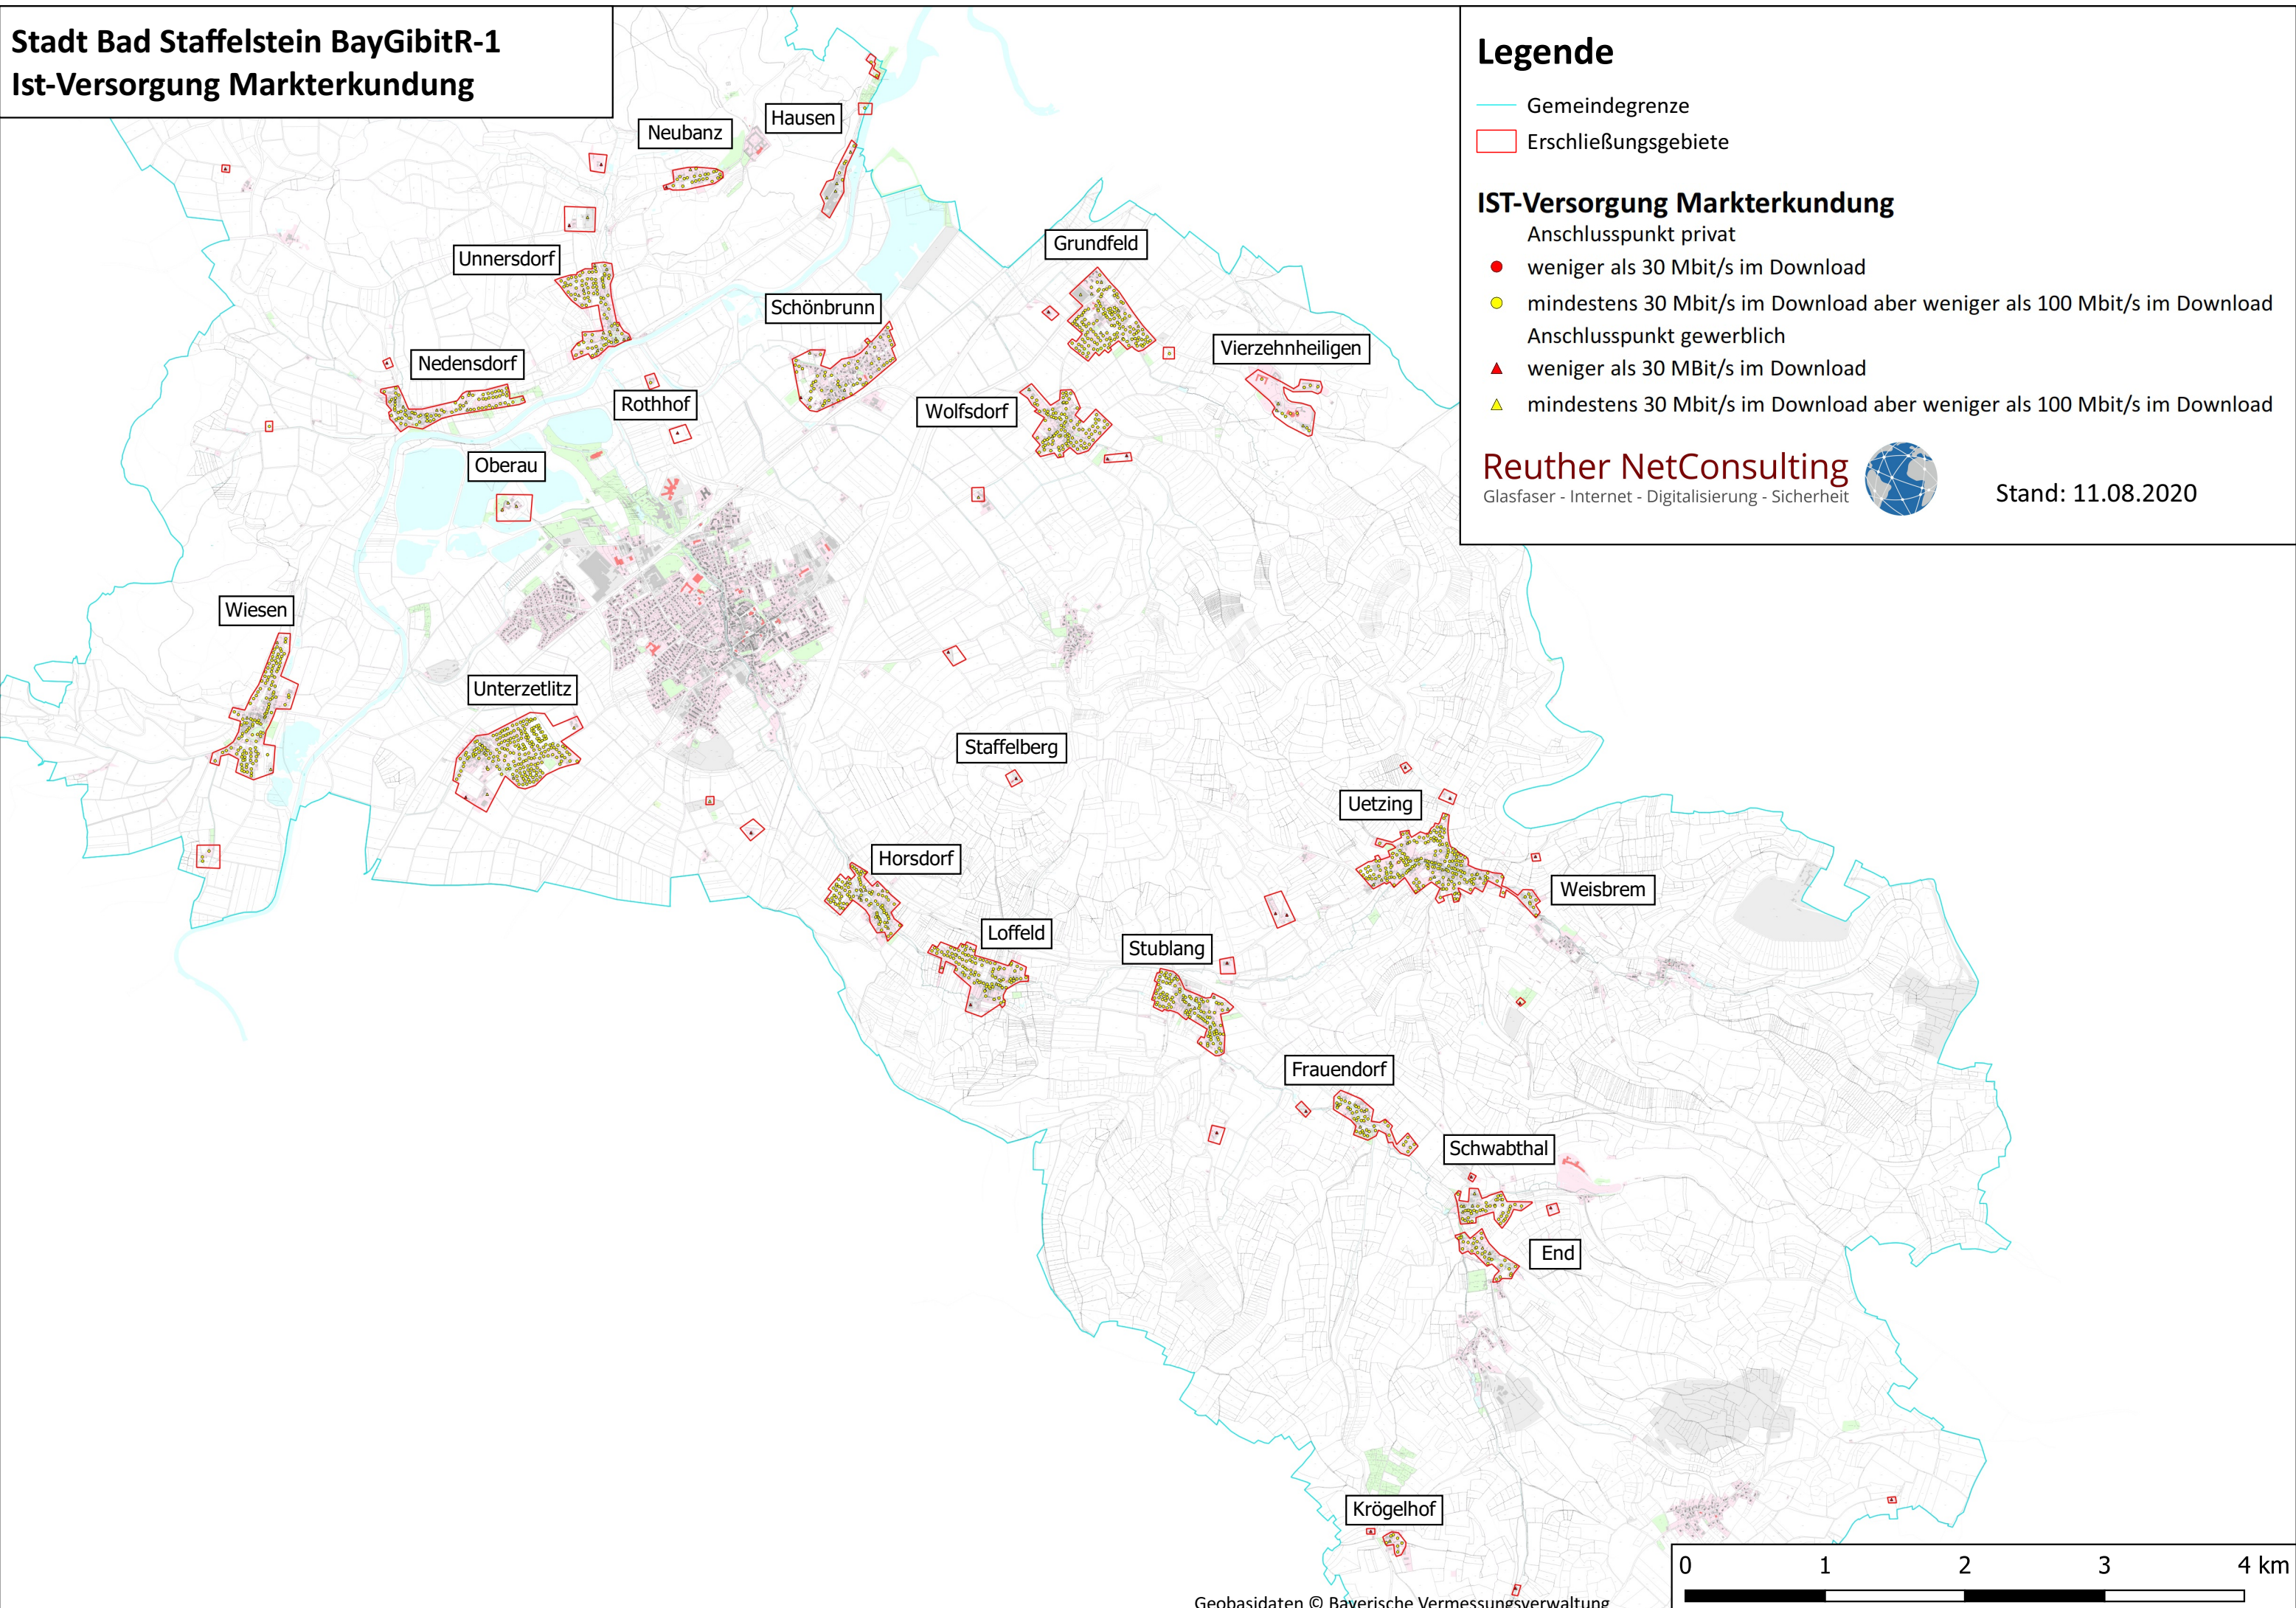 Stadt Bad Staffelstein BayGibitR-1
Ist-Versorgung Markterkundung
Legende
Gemeindegrenze
Erschließungsgebiete
IST-Versorgung Markterkundung
Anschlusspunkt privat
weniger als 30 Mbit/s im Download
mindestens 30 Mbit/s im Download aber weniger als 100 Mbit/s im Download
Anschlusspunkt gewerblich
weniger als 30 MBit/s im Download
mindestens 30 Mbit/s im Download aber weniger als 100 Mbit/s im Download
Reuther NetConsulting
Glasfaser - Internet - Digitalisierung - Sicherheit
Stand: 11.08.2020
Hausen
Neubanz
Grundfeld
Unnersdorf
Schönbrunn
Vierzehnheiligen
Nedensdorf
Rothhof
Wolfsdorf
Oberau
Wiesen
Unterzetlitz
Staffelberg
Uetzing
Horsdorf
Weisbrem
Loffeld
Stublang
Frauendorf
Schwabthal
End
Krögelhof
0 1 2 3 4 km
Geobasidaten © Bayerische Vermessungsverwaltung